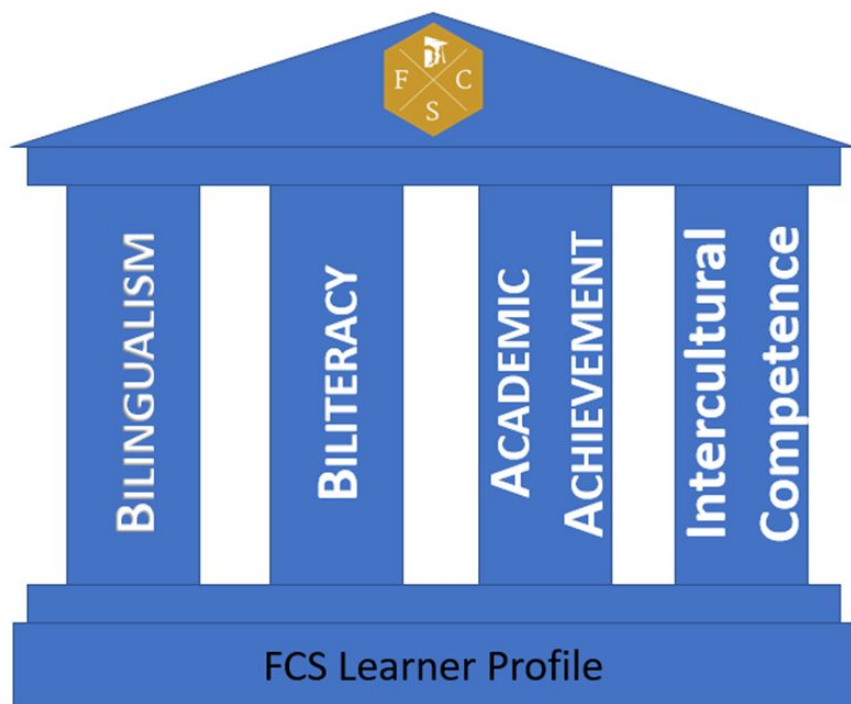 F C
S
BILINGUALISM
BILITERACY
ACADEMIC
ACHIEVEMENT
Intercultural
Competence
FCS Learner Profile